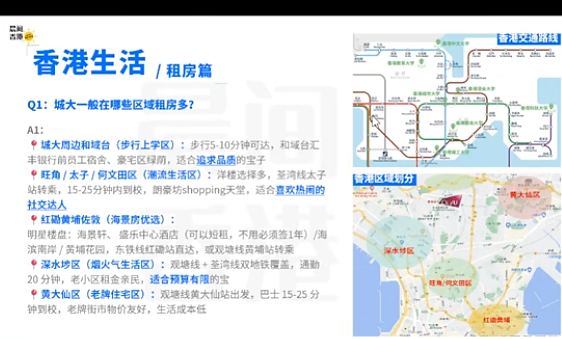 晨间
香港
香港生活 / 租房篇
Q1：城大一般在哪些区域租房多？
A1：
城大周边和域台（步行上学区）：步行5-10分钟可达，和域台汇
丰银行前员工宿舍、豪宅区绿荫，适合追求品质的宝子
旺角 / 太子 / 何文田区（潮流生活区）：洋楼选择多，荃湾线太子
站转乘，15-25分钟内到校，朗豪坊shopping天堂，适合喜欢热闹的
社交达人
红磡黄埔佐敦（海景房优选）：
明星楼盘：海景轩、盛乐中心酒店（可以短租，不用必须签1年）/海
滨南岸 / 黄埔花园，东铁线红磡站直达，或观塘线黄埔站转乘
深水埗区（烟火气生活区）：观塘线 + 荃湾线双地铁覆盖，通勤
20 分钟，老小区租金亲民，适合预算有限的宝
黄大仙区（老牌住宅区）：观塘线黄大仙站出发，巴士 15-25 分
钟到校，老牌街市物价友好，生活成本低
香港交通路线
香港区域划分
黄大仙区
深水埗区
旺角/何文田区
红磡黄埔